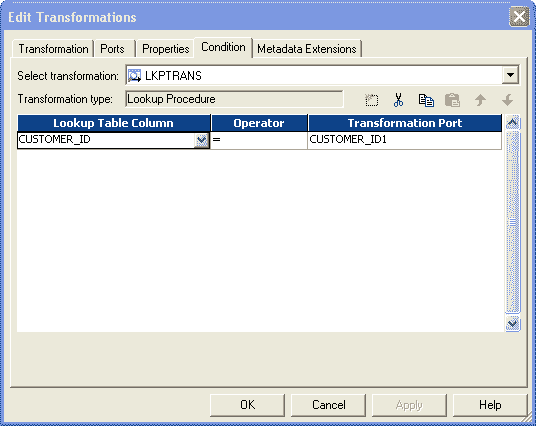 Edit Transformations
Transformation Ports Properties Condition Metadata Extensions
Select transformation: LKPTRANS
Transformation type: Lookup Procedure
Lookup Table Column Operator Transformation Port
CUSTOMER_ID = CUSTOMER_ID1
OK Cancel Apply Help